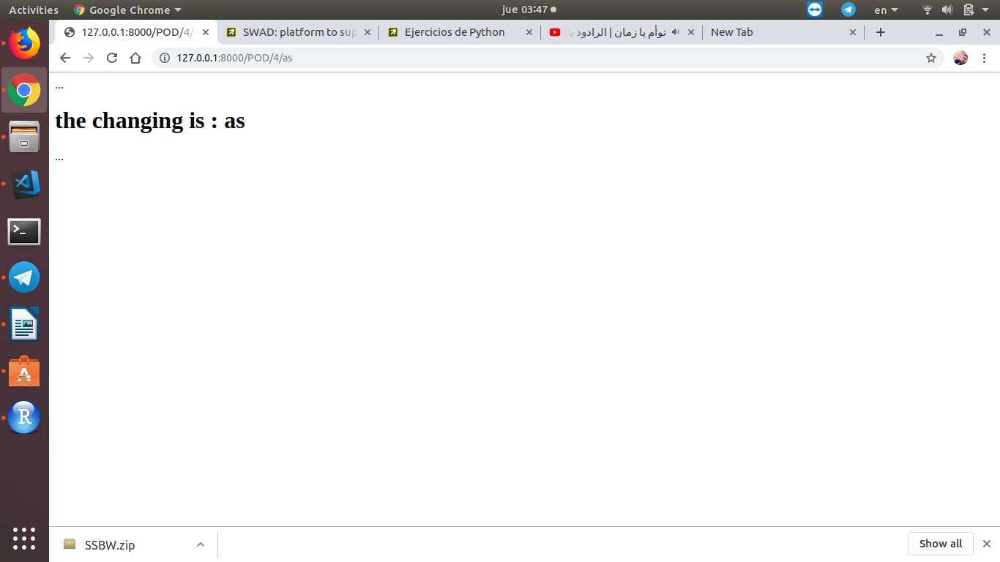 Activities Google Chrome jue 03:47 en
127.0.0.1:8000/POD/4/ SWAD: platform to sup Ejercicios de Python توأم يا زمان | الرادود با New Tab
127.0.0.1:8000/POD/4/as
...
the changing is : as
...
SSBW.zip Show all